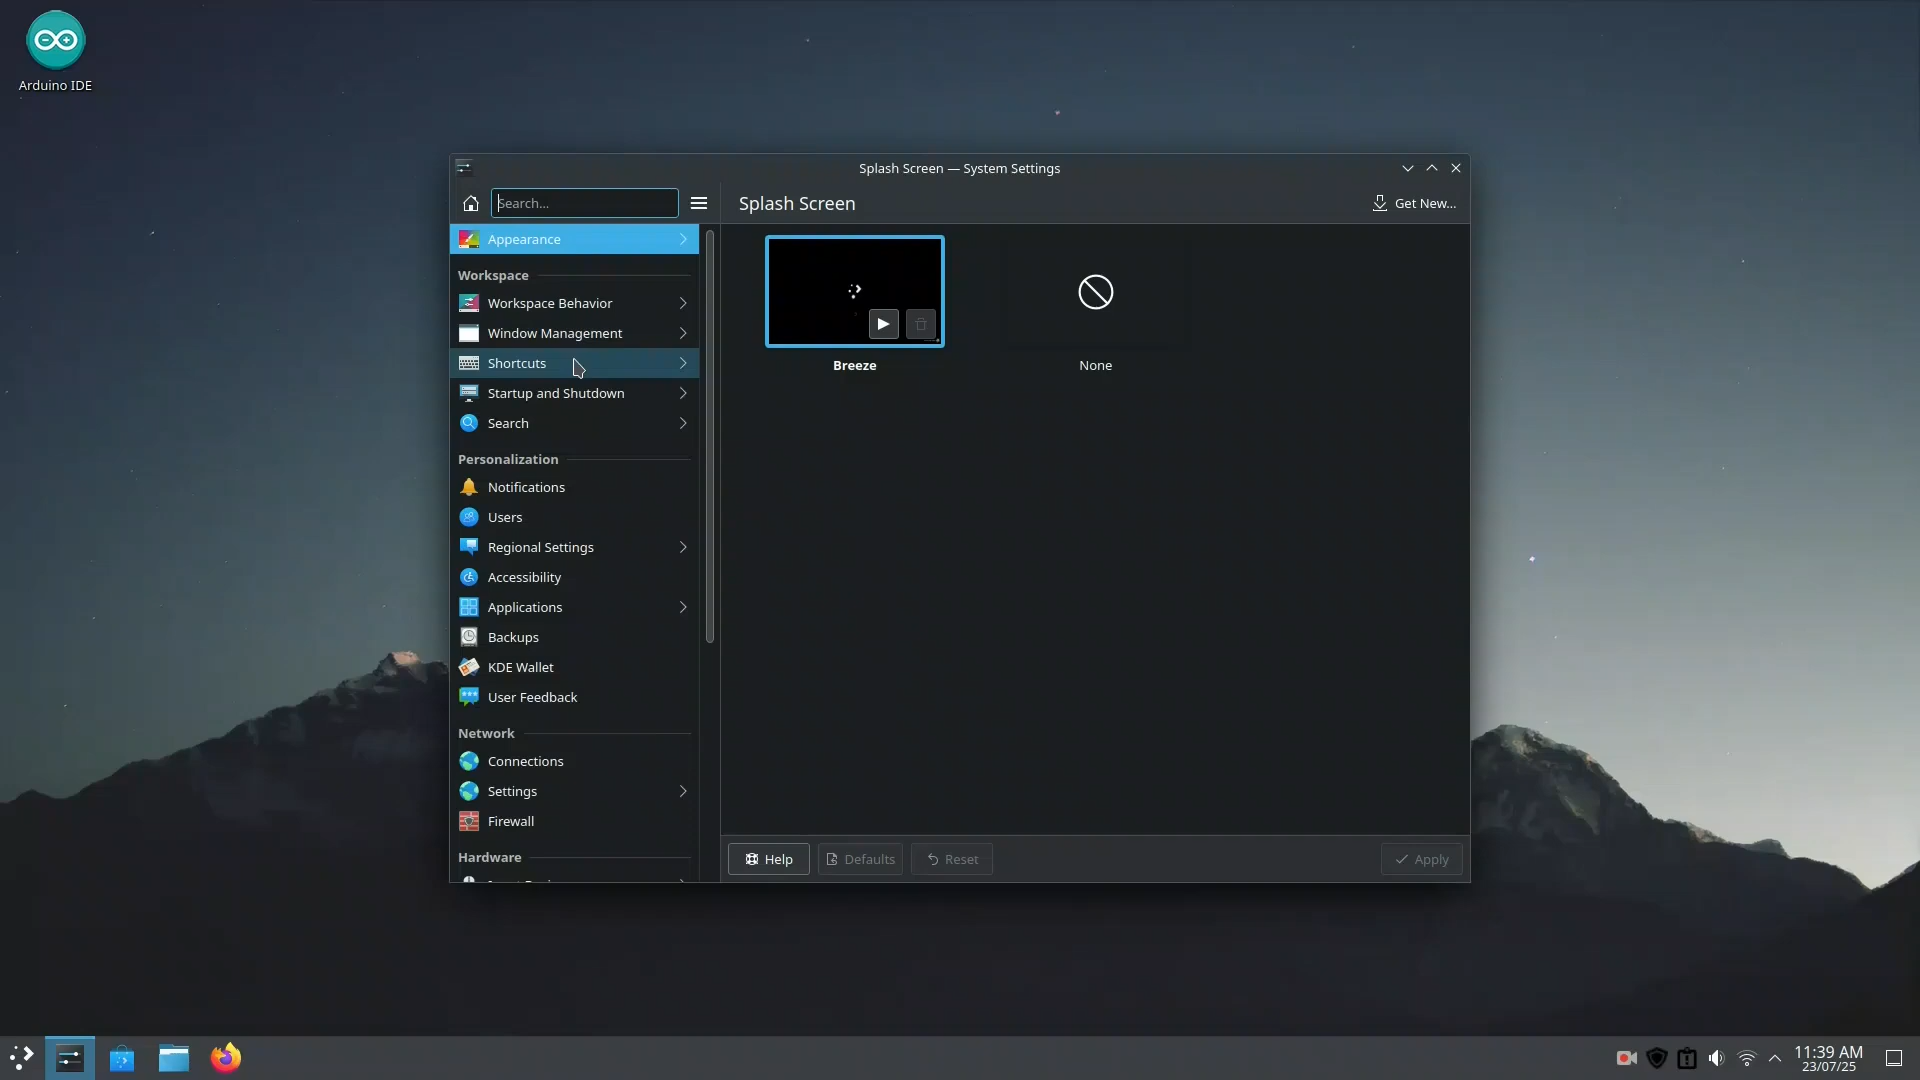 Arduino IDE
Splash Screen — System Settings
Search...
Splash Screen
Get New...
Appearance
Workspace
Workspace Behavior
Window Management
Shortcuts
Startup and Shutdown
Search
Personalization
Notifications
Users
Regional Settings
Accessibility
Applications
Backups
KDE Wallet
User Feedback
Network
Connections
Settings
Firewall
Hardware
Breeze
None
Help
Defaults
Reset
Apply
11:39 AM
23/07/25